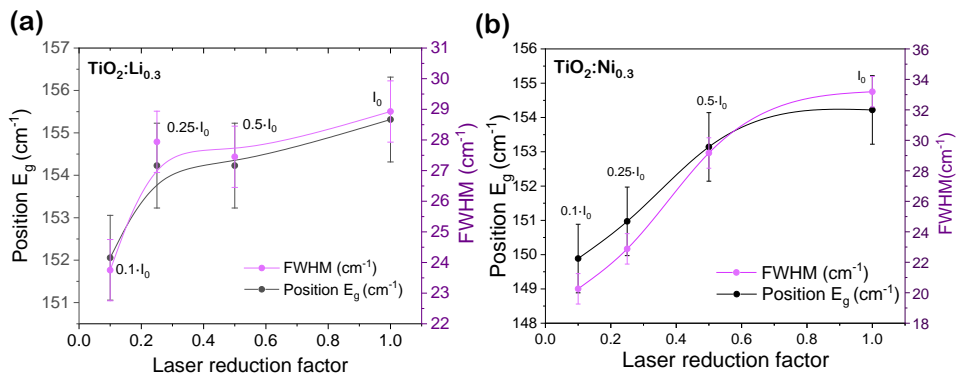 (a)
TiO2:Li0.3
157
156
155
154
153
152
151
Position Eg (cm-1)
0.1·I0
0.25·I0
0.5·I0
I0
FWHM (cm-1)
Position Eg (cm-1)
31
30
29
28
27
26
25
24
23
22
FWHM (cm-1)
0.0 0.2 0.4 0.6 0.8 1.0
Laser reduction factor
(b)
TiO2:Ni0.3
156
155
154
153
152
151
150
149
148
Position Eg (cm-1)
0.1·I0
0.25·I0
0.5·I0
I0
FWHM (cm-1)
Position Eg (cm-1)
36
34
32
30
28
26
24
22
20
18
FWHM(cm-1)
0.0 0.2 0.4 0.6 0.8 1.0
Laser reduction factor